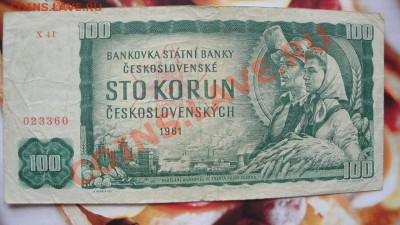 COINS.LAVE.RU
100
100
X 41
BANKOVKA STÁTNÍ BANKY
ČESKOSLOVENSKÉ
STO KORUN
ČESKOSLOVENSKÝCH
023360
1961
100
100
COINS.LAVE.RU